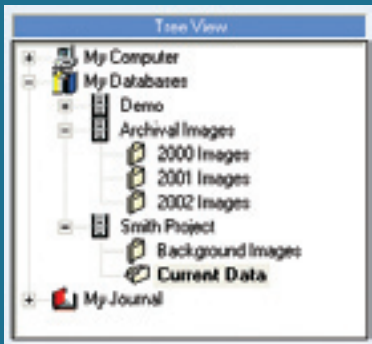 Tree View
My Computer
My Databases
Demo
Archival Images
2000 Images
2001 Images
2002 Images
Smith Project
Background Images
Current Data
My Journal